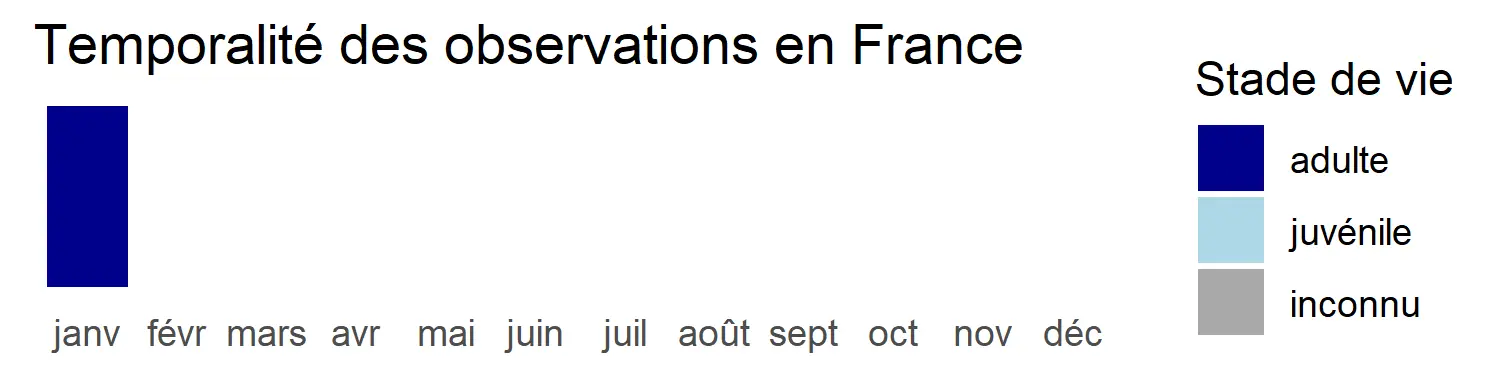 Temporalité des observations en France
Stade de vie
adulte
juvénile
inconnu
janv févr mars avr mai juin juil août sept oct nov déc